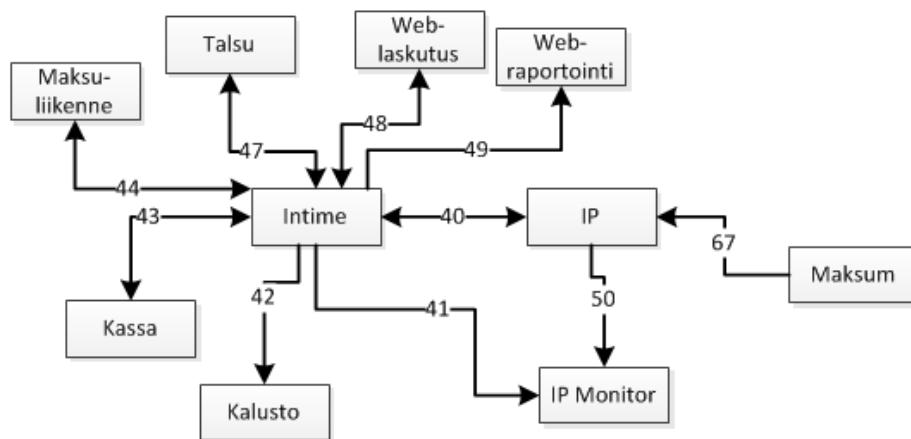 Talsu
Web-
laskutus
Web-
raportointi
Maksu-
liikenne
48
47
49
44
43
Intime
40
IP
67
Maksum
42
41
50
Kassa
Kalusto
IP Monitor